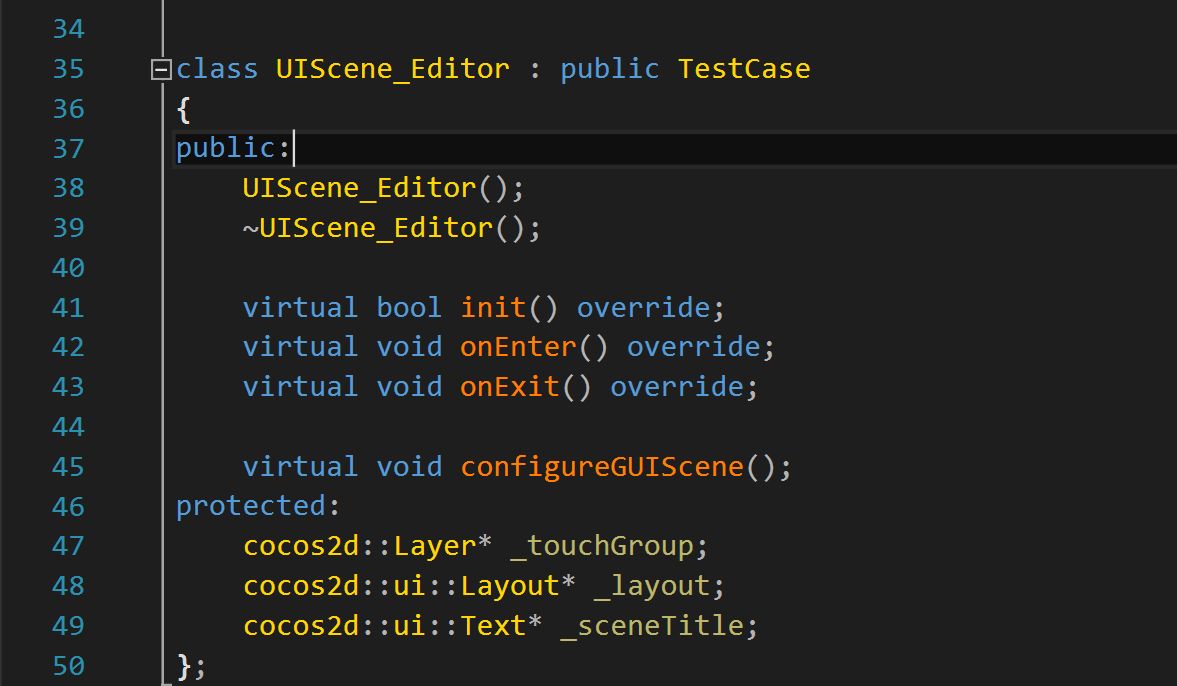 34
35 class UIScene_Editor : public TestCase
36 {
37 public:
38     UIScene_Editor();
39     ~UIScene_Editor();
40
41     virtual bool init() override;
42     virtual void onEnter() override;
43     virtual void onExit() override;
44
45     virtual void configureGUIScene();
46 protected:
47     cocos2d::Layer* _touchGroup;
48     cocos2d::ui::Layout* _layout;
49     cocos2d::ui::Text* _sceneTitle;
50 };